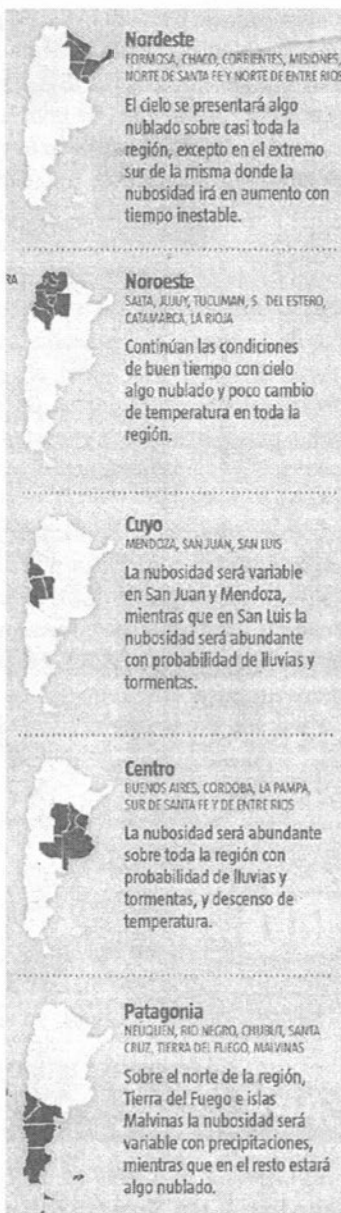 Nordeste
FORMOSA, CHACO, CORRIENTES, MISIONES,
NORTE DE SANTA FE Y NORTE DE ENTRE RIOS
El cielo se presentará algo
nublado sobre casi toda la
región, excepto en el extremo
sur de la misma donde la
nubosidad irá en aumento con
tiempo inestable.
RA
Noroeste
SALTA, JUJUY, TUCUMAN, S. DEL ESTERO,
CATAMARCA, LA RIOJA
Continúan las condiciones
de buen tiempo con cielo
algo nublado y poco cambio
de temperatura en toda la
región.
Cuyo
MENDOZA, SAN JUAN, SAN LUIS
La nubosidad será variable
en San Juan y Mendoza,
mientras que en San Luis la
nubosidad será abundante
con probabilidad de lluvias y
tormentas.
Centro
BUENOS AIRES, CORDOBA, LA PAMPA,
SUR DE SANTA FE Y DE ENTRE RIOS
La nubosidad será abundante
sobre toda la región con
probabilidad de lluvias y
tormentas, y descenso de
temperatura.
Patagonia
NEUQUEN, RIO NEGRO, CHUBUT, SANTA
CRUZ, TIERRA DEL FUEGO, MALVINAS
Sobre el norte de la región,
Tierra del Fuego e islas
Malvinas la nubosidad será
variable con precipitaciones,
mientras que en el resto estará
algo nublado.